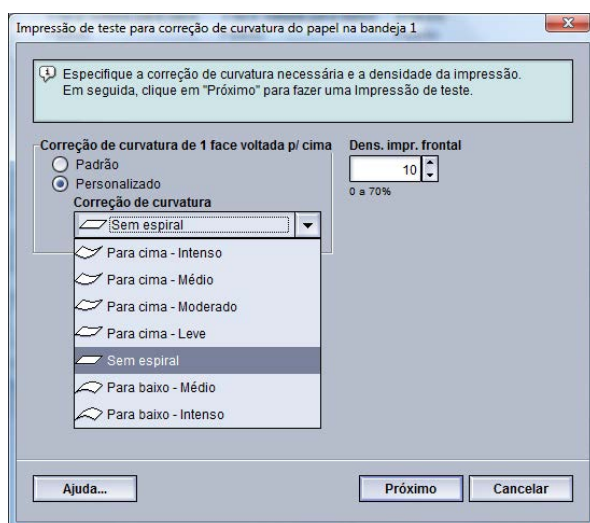 Impressão de teste para correção de curvatura do papel na bandeja 1
Especifique a correção de curvatura necessária e a densidade da impressão.
Em seguida, clique em "Próximo" para fazer uma Impressão de teste.
Correção de curvatura de 1 face voltada p/ cima
Padrão
Personalizado
Correção de curvatura
Sem espiral
Para cima - Intenso
Para cima - Médio
Para cima - Moderado
Para cima - Leve
Sem espiral
Para baixo - Médio
Para baixo - Intenso
Dens. impr. frontal
10
0 a 70%
Ajuda...
Próximo
Cancelar